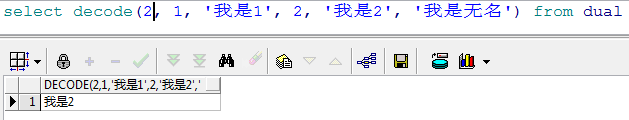 select decode(2, 1, '我是1', 2, '我是2', '我是无名') from dual
DECODE(2,1,'我是1',2,'我是2','
1 我是2